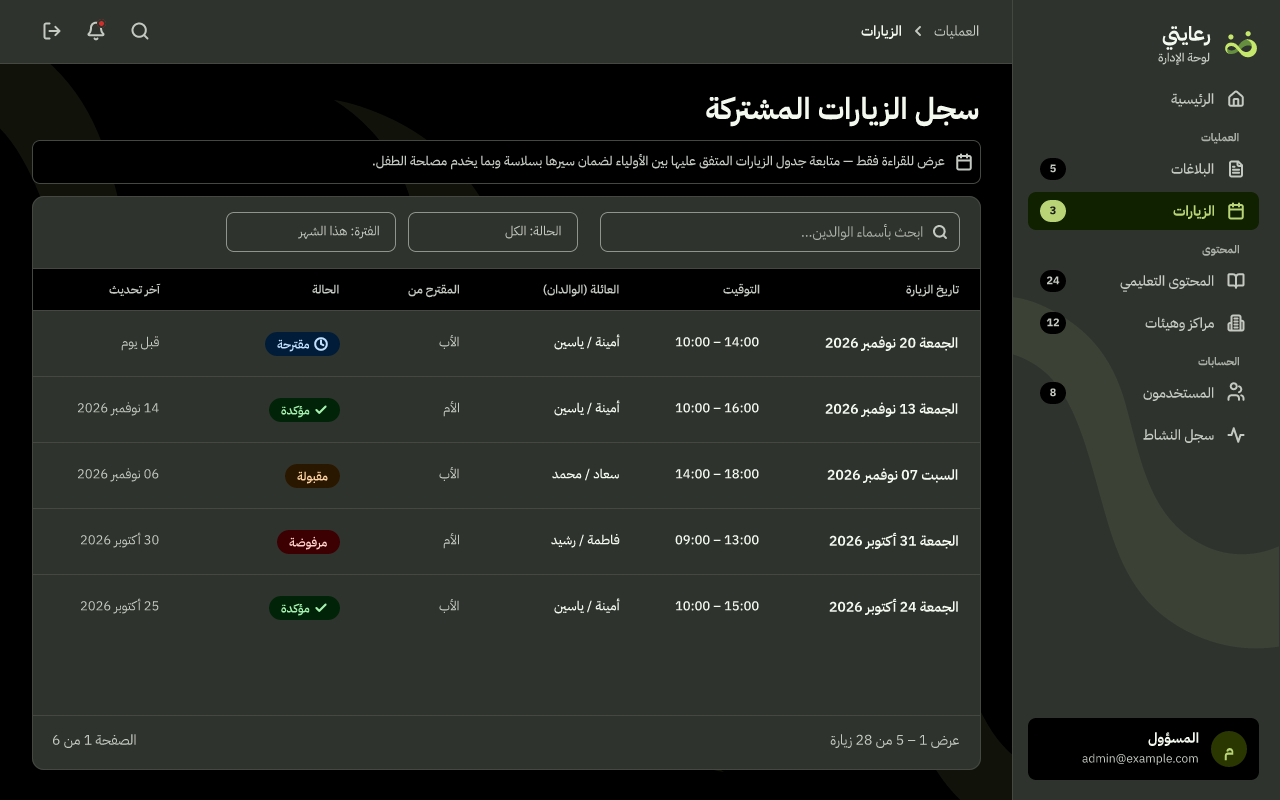 رعايتي
لوحة الإدارة
الرئيسية
العمليات
البلاغات 5
الزيارات 3
المحتوى
المحتوى التعليمي 24
مراكز وهيئات 12
الحسابات
المستخدمون 8
سجل النشاط
م
المسؤول
admin@example.com
العمليات
الزيارات
سجل الزيارات المشتركة
عرض للقراءة فقط — متابعة جدول الزيارات المتفق عليها بين الأولياء لضمان سيرها بسلاسة وبما يخدم مصلحة الطفل.
ابحث بأسماء الوالدين... الحالة: الكل الفترة: هذا الشهر
تاريخ الزيارة التوقيت العائلة (الوالدان) المقترح من الحالة آخر تحديث
الجمعة 20 نوفمبر 2026 10:00 – 14:00 أمينة / ياسين الأب مقترحة قبل يوم
الجمعة 13 نوفمبر 2026 10:00 – 16:00 أمينة / ياسين الأم مؤكدة 14 نوفمبر 2026
السبت 07 نوفمبر 2026 14:00 – 18:00 سعاد / محمد الأب مقبولة 06 نوفمبر 2026
الجمعة 31 أكتوبر 2026 09:00 – 13:00 فاطمة / رشيد الأم مرفوضة 30 أكتوبر 2026
الجمعة 24 أكتوبر 2026 10:00 – 15:00 أمينة / ياسين الأب مؤكدة 25 أكتوبر 2026
عرض 1 – 5 من 28 زيارة الصفحة 1 من 6